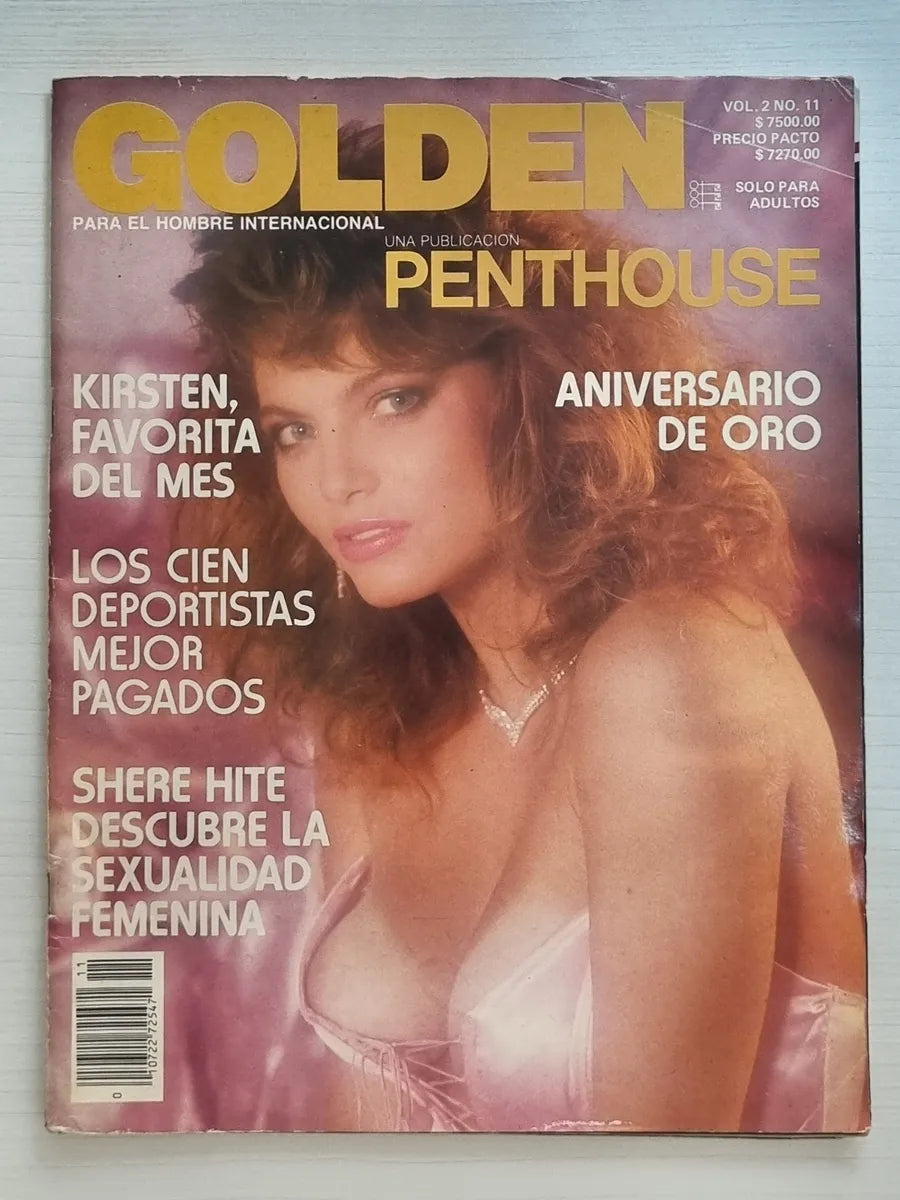 GOLDEN
VOL. 2 NO. 11
$ 7500.00
PRECIO PACTO
$ 7270.00
SOLO PARA
ADULTOS
PARA EL HOMBRE INTERNACIONAL
UNA PUBLICACION
PENTHOUSE
KIRSTEN,
FAVORITA
DEL MES
ANIVERSARIO
DE ORO
LOS CIEN
DEPORTISTAS
MEJOR
PAGADOS
SHERE HITE
DESCUBRE LA
SEXUALIDAD
FEMENINA
11
0
10722-72547